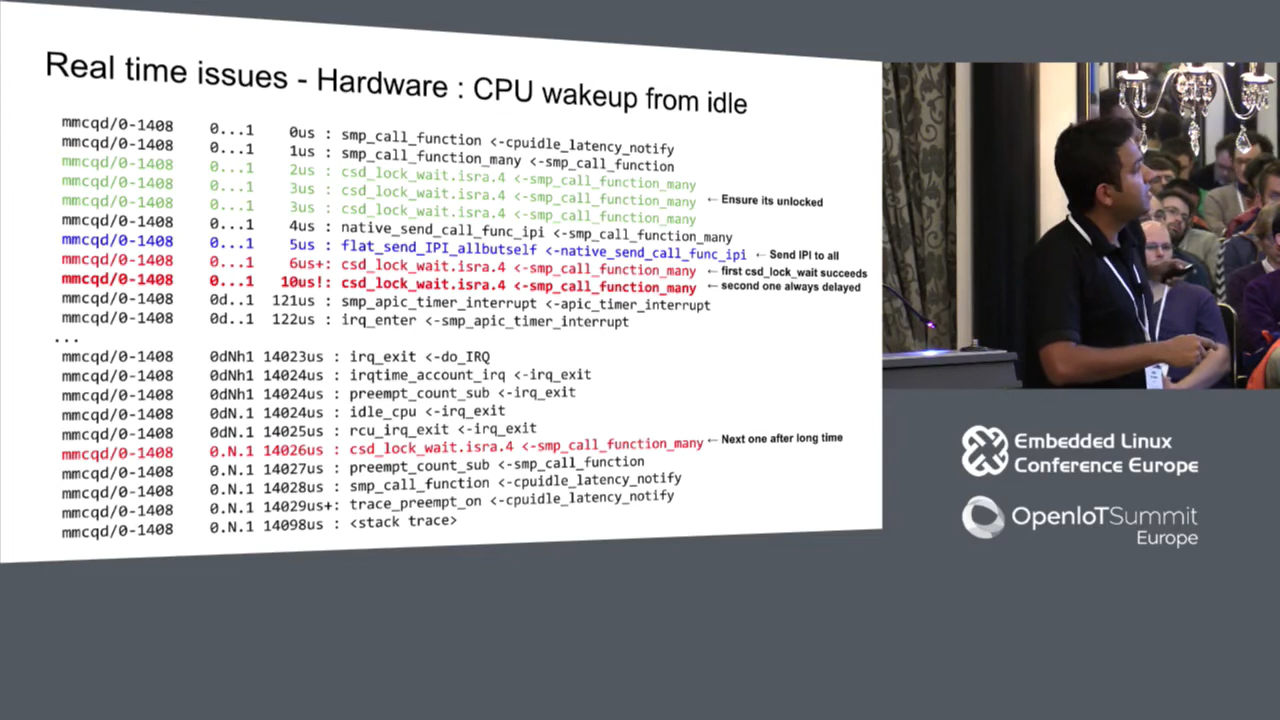 Real time issues - Hardware : CPU wakeup from idle
mmcqd/0-1408 0...1 0us : smp_call_function <-cpuidle_latency_notify
mmcqd/0-1408 0...1 1us : smp_call_function_many <-smp_call_function
mmcqd/0-1408 0...1 2us : csd_lock_wait.isra.4 <-smp_call_function_many
mmcqd/0-1408 0...1 3us : csd_lock_wait.isra.4 <-smp_call_function_many ← Ensure its unlocked
mmcqd/0-1408 0...1 3us : csd_lock_wait.isra.4 <-smp_call_function_many
mmcqd/0-1408 0...1 4us : native_send_call_func_ipi <-smp_call_function_many
mmcqd/0-1408 0...1 5us : flat_send_IPI_allbutself <-native_send_call_func_ipi ← Send IPI to all
mmcqd/0-1408 0...1 6us+: csd_lock_wait.isra.4 <-smp_call_function_many ← first csd_lock_wait succeeds
mmcqd/0-1408 0...1 10us!: csd_lock_wait.isra.4 <-smp_call_function_many ← second one always delayed
mmcqd/0-1408 0d..1 121us : smp_apic_timer_interrupt <-apic_timer_interrupt
mmcqd/0-1408 0d..1 122us : irq_enter <-smp_apic_timer_interrupt
...
mmcqd/0-1408 0dNh1 14023us : irq_exit <-do_IRQ
mmcqd/0-1408 0dNh1 14024us : irqtime_account_irq <-irq_exit
mmcqd/0-1408 0dNh1 14024us : preempt_count_sub <-irq_exit
mmcqd/0-1408 0dN.1 14024us : idle_cpu <-irq_exit
mmcqd/0-1408 0dN.1 14025us : rcu_irq_exit <-irq_exit
mmcqd/0-1408 0.N.1 14026us : csd_lock_wait.isra.4 <-smp_call_function_many ← Next one after long time
mmcqd/0-1408 0.N.1 14027us : preempt_count_sub <-smp_call_function
mmcqd/0-1408 0.N.1 14028us : smp_call_function <-cpuidle_latency_notify
mmcqd/0-1408 0.N.1 14029us+: trace_preempt_on <-cpuidle_latency_notify
mmcqd/0-1408 0.N.1 14098us : <stack trace>
Embedded Linux
Conference Europe
OpenIoTSummit
Europe